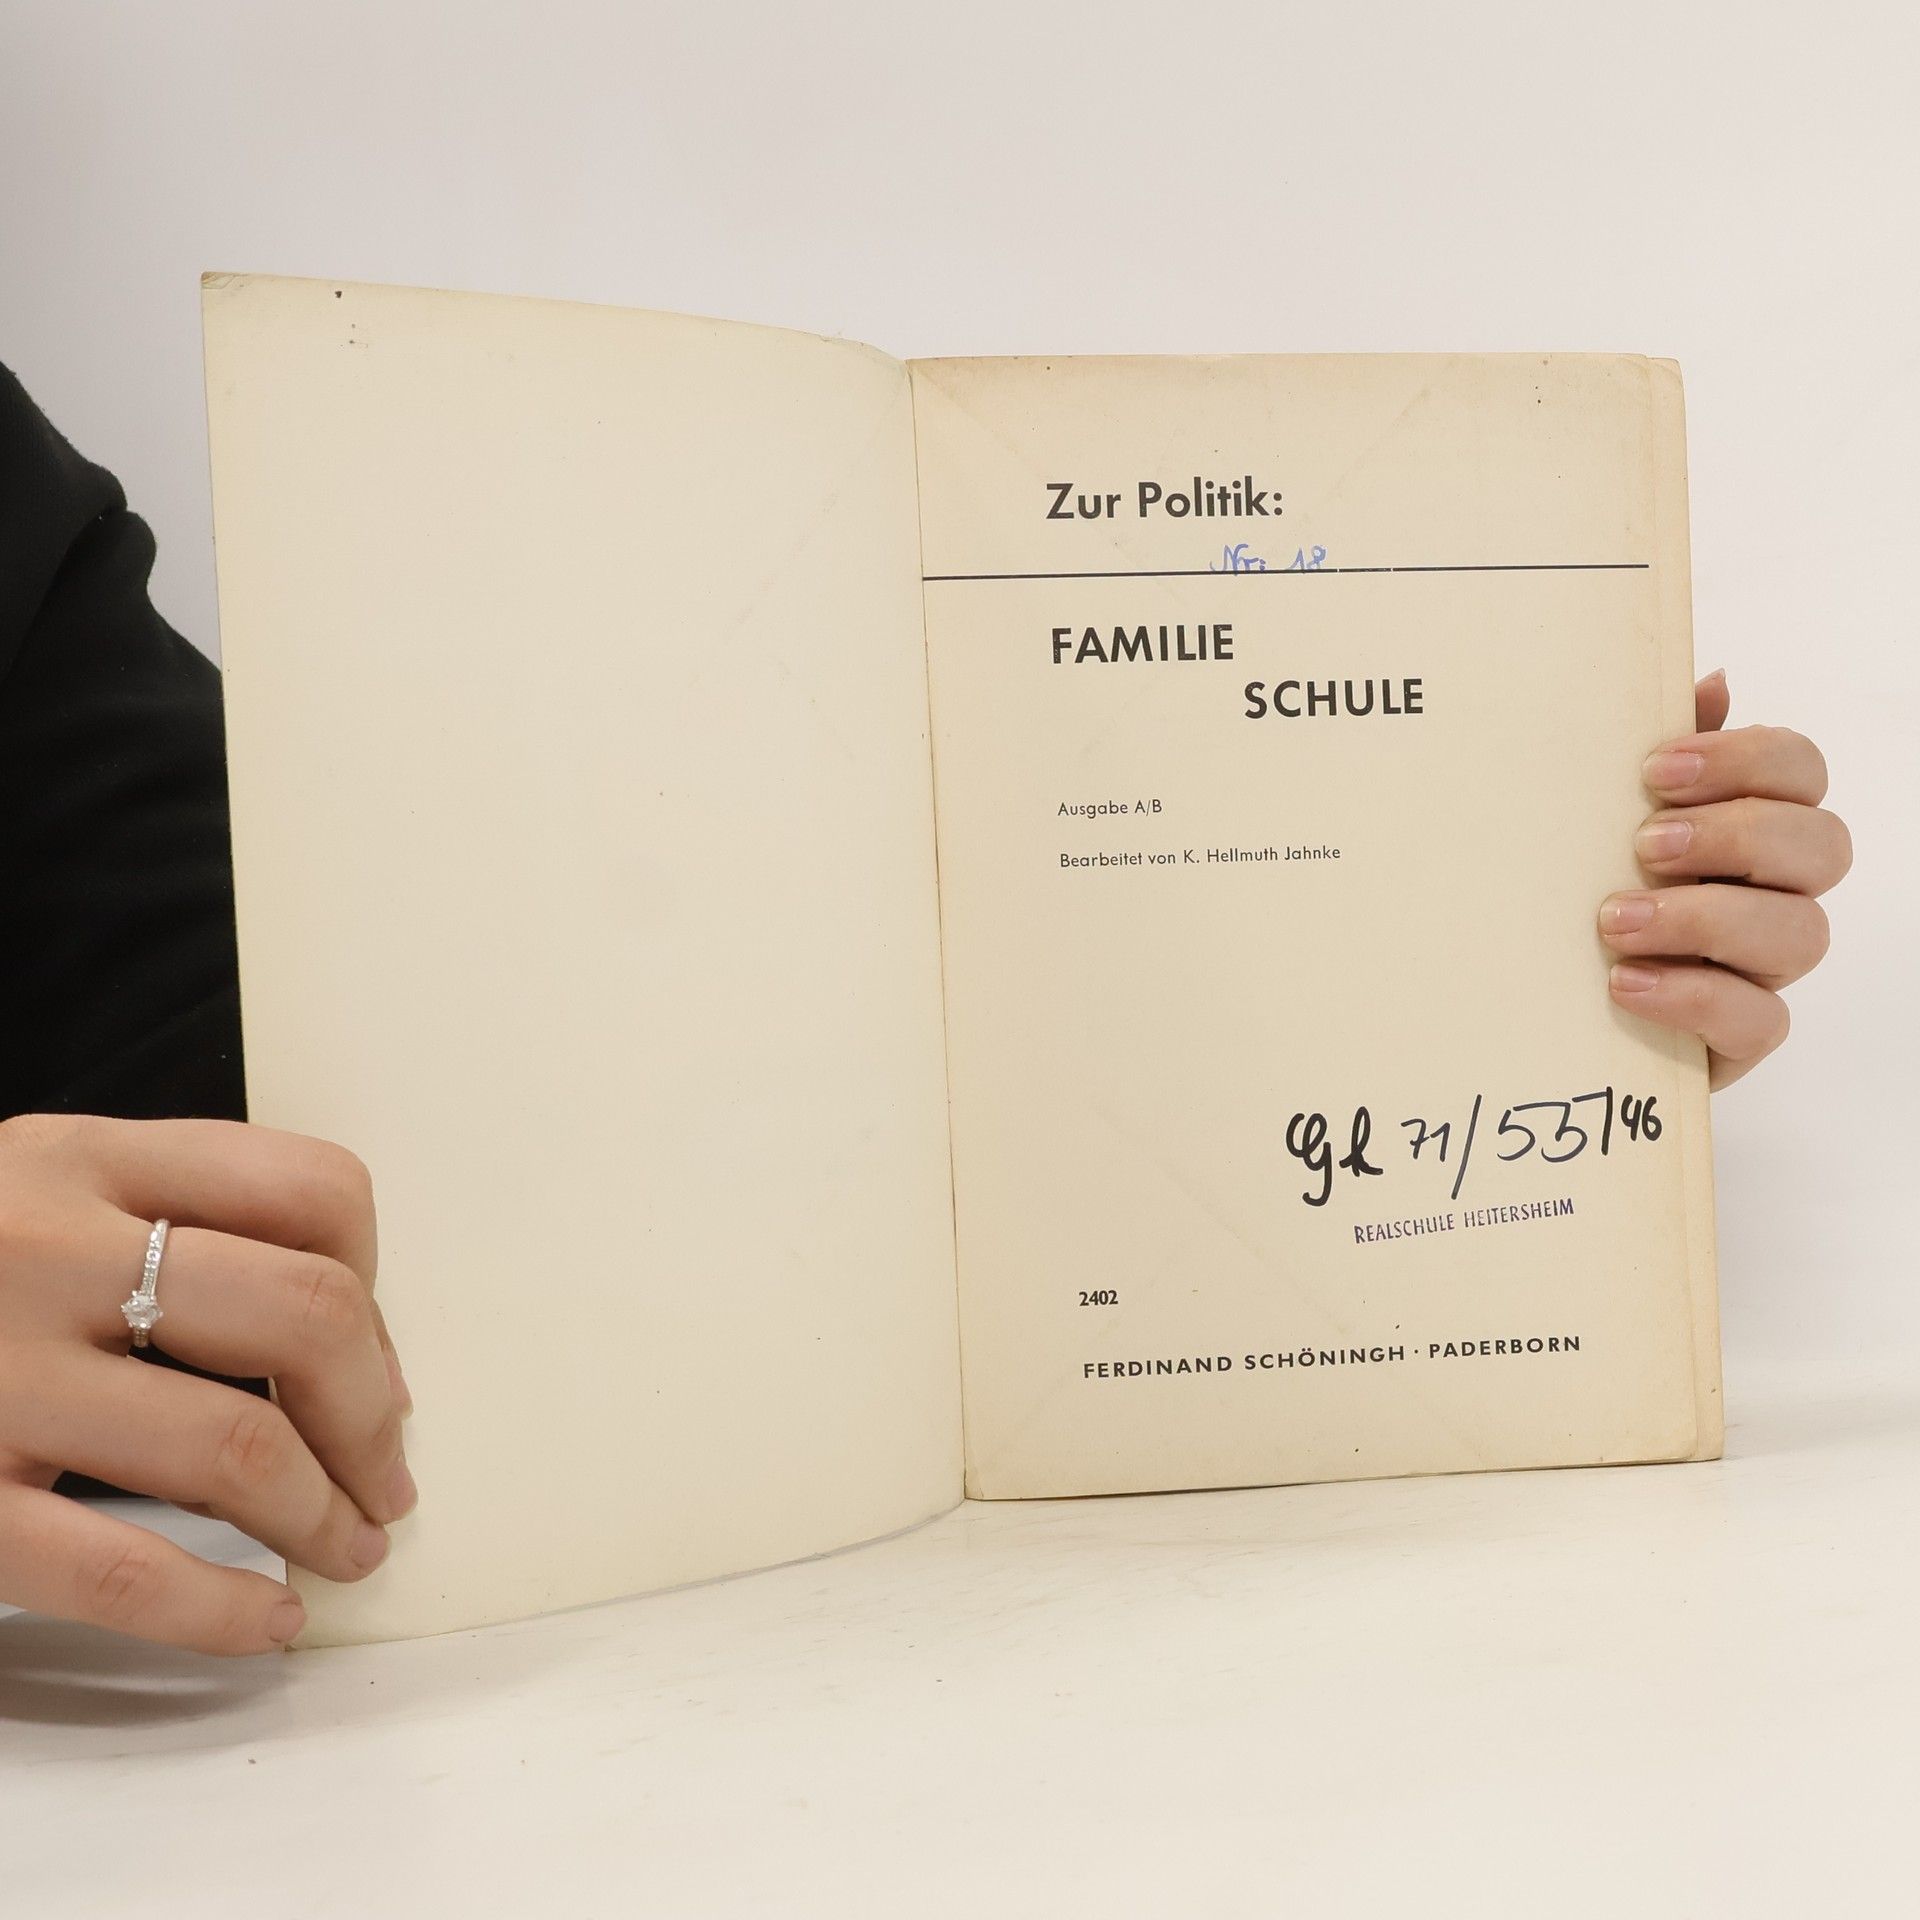 Zur Politik:
Nr: 18
FAMILIE
SCHULE
Ausgabe A/B
Bearbeitet von K. Hellmuth Jahnke
Gk 71/53/46
REALSCHULE HEITERSHEIM
2402
FERDINAND SCHÖNINGH · PADERBORN